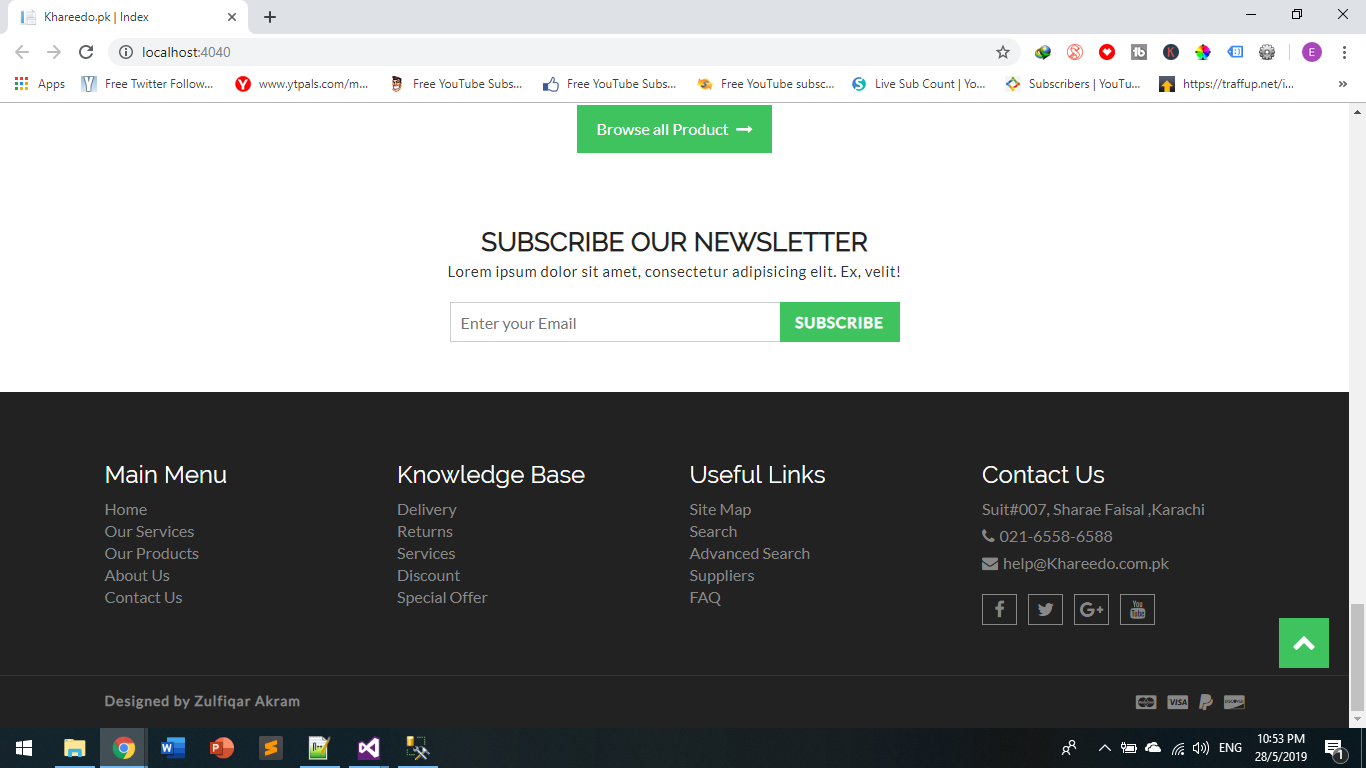 Khareedo.pk | Index
localhost:4040
E
Apps
Free Twitter Follow...
www.ytpals.com/m...
Free YouTube Subs...
Free YouTube Subs...
Free YouTube subsc...
Live Sub Count | Yo...
Subscribers | YouTu...
https://traffup.net/i...
»
Browse all Product
SUBSCRIBE OUR NEWSLETTER
Lorem ipsum dolor sit amet, consectetur adipisicing elit. Ex, velit!
Enter your Email
SUBSCRIBE
Main Menu
Home
Our Services
Our Products
About Us
Contact Us
Knowledge Base
Delivery
Returns
Services
Discount
Special Offer
Useful Links
Site Map
Search
Advanced Search
Suppliers
FAQ
Contact Us
Suit#007, Sharae Faisal ,Karachi
021-6558-6588
help@Khareedo.com.pk
You Tube
Designed by Zulfiqar Akram
VISA
ENG
10:53 PM
28/5/2019
1